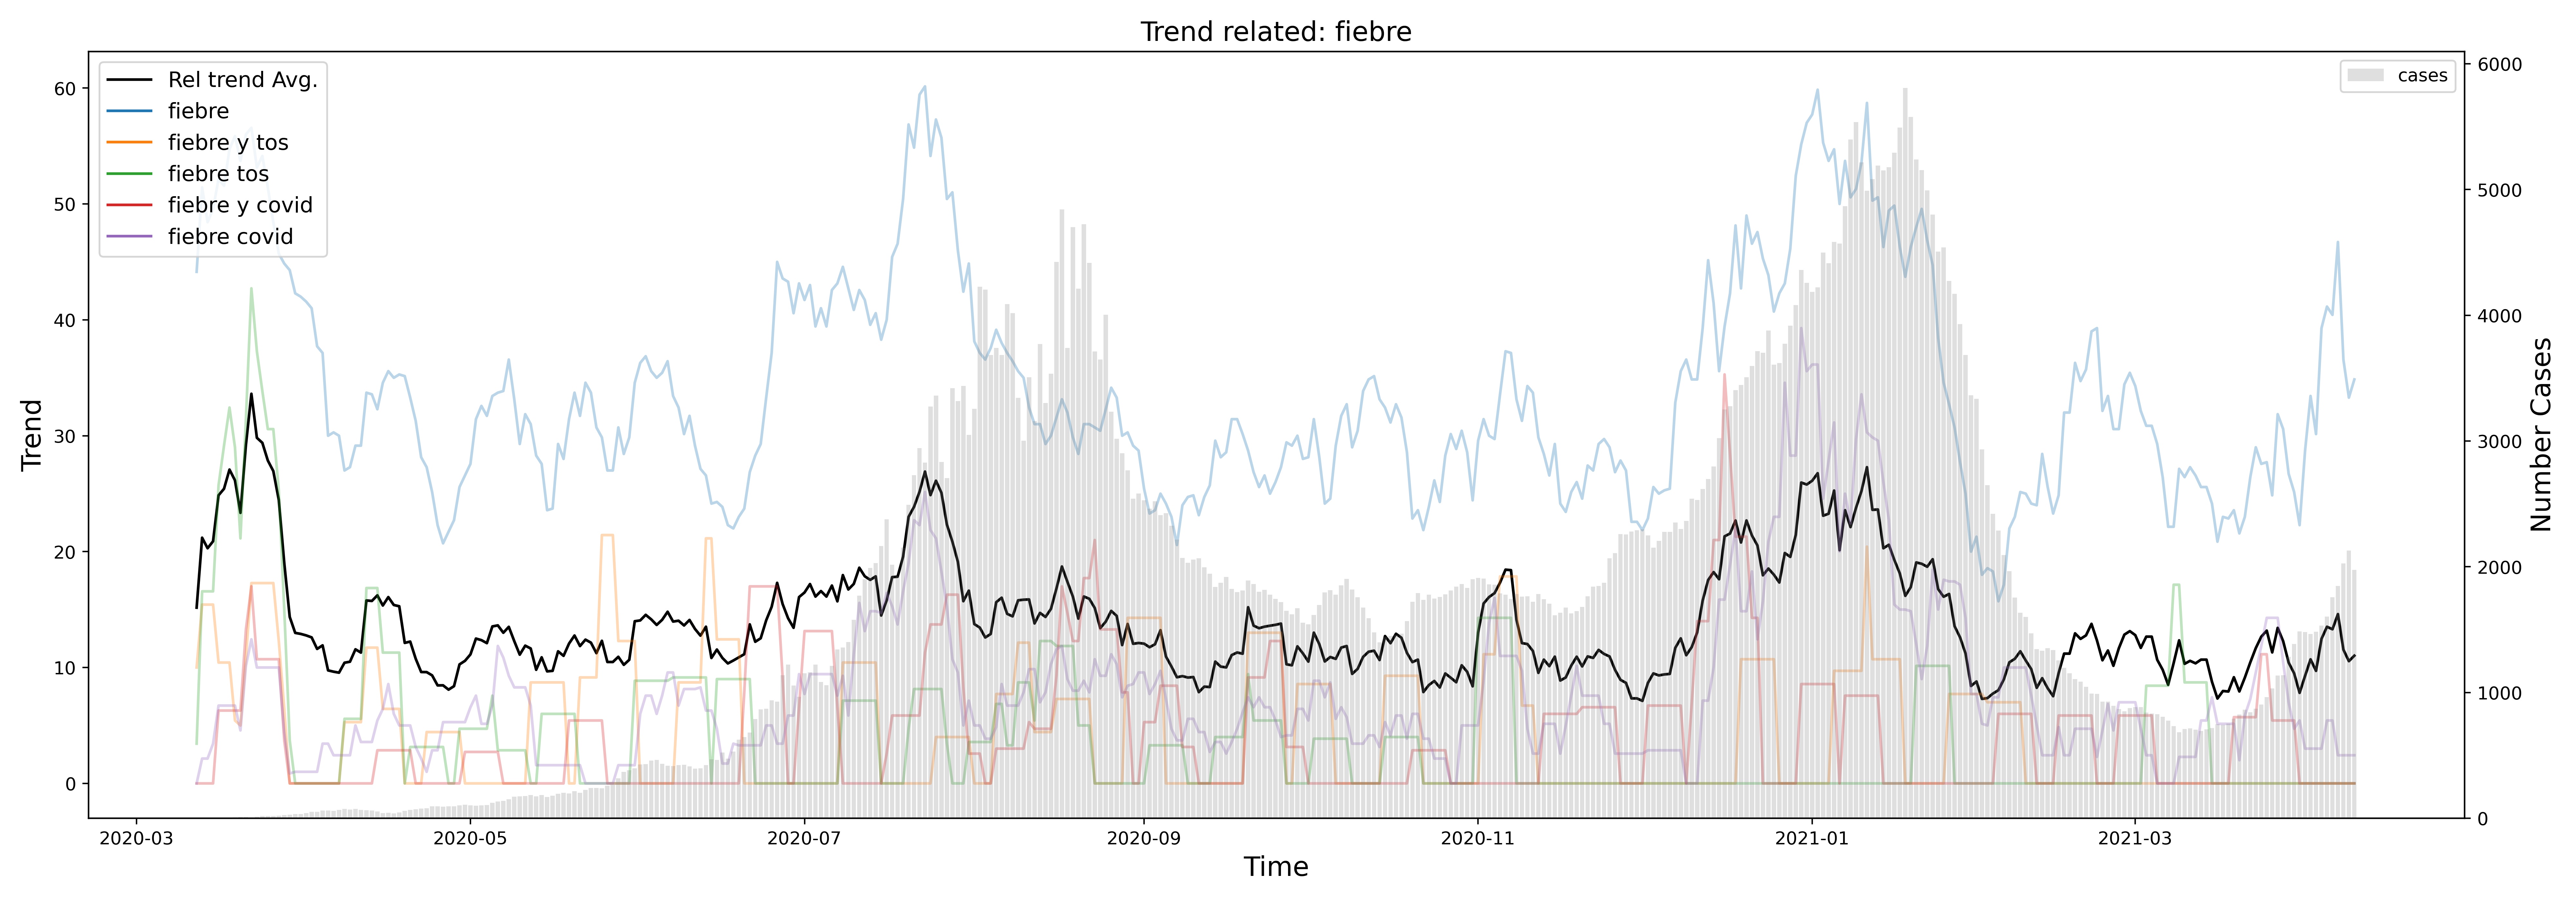 Trend related: fiebre
Rel trend Avg.
fiebre
fiebre y tos
fiebre tos
fiebre y covid
fiebre covid
cases
Trend
60
50
40
30
20
10
0
Number Cases
6000
5000
4000
3000
2000
1000
0
2020-03 2020-05 2020-07 2020-09 2020-11 2021-01 2021-03
Time